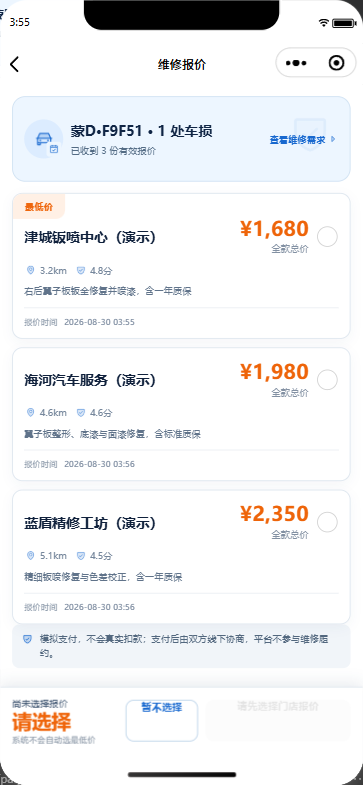 3:55
维修报价
蒙D•F9F51 • 1 处车损
已收到 3 份有效报价
查看维修需求
最低价
津城钣喷中心（演示）
¥1,680
全款总价
3.2km 4.8分
右后翼子板钣金修复并喷漆，含一年质保
报价时间 2026-08-30 03:55
海河汽车服务（演示）
¥1,980
全款总价
4.6km 4.6分
翼子板整形、底漆与面漆修复，含标准质保
报价时间 2026-08-30 03:56
蓝盾精修工坊（演示）
¥2,350
全款总价
5.1km 4.5分
精细钣喷修复与色差校正，含一年质保
报价时间 2026-08-30 03:56
模拟支付，不会真实扣款；支付后由双方线下协商，平台不参与维修履
约。
尚未选择报价
请选择
系统不会自动选最低价
暂不选择
请先选择门店报价